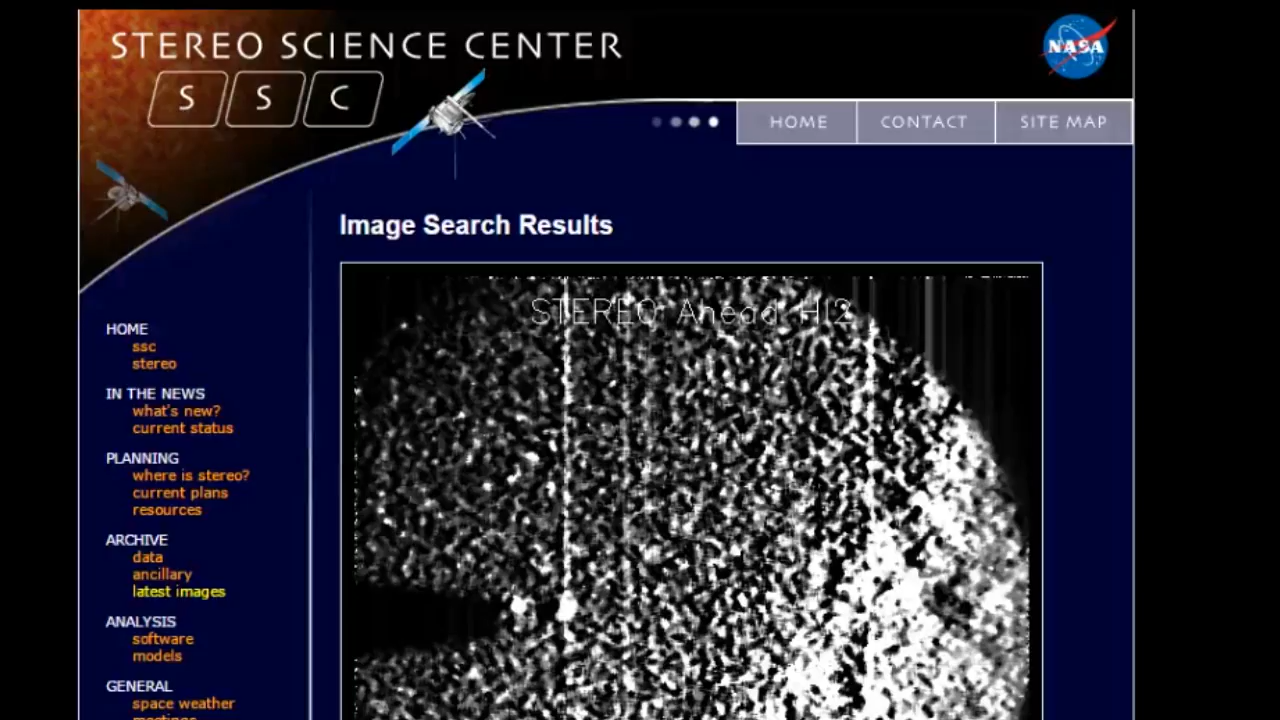 STEREO SCIENCE CENTER
S S C
NASA
HOME CONTACT SITE MAP
Image Search Results
STEREO Ahead HI2
HOME
ssc
stereo
IN THE NEWS
what's new?
current status
PLANNING
where is stereo?
current plans
resources
ARCHIVE
data
ancillary
latest images
ANALYSIS
software
models
GENERAL
space weather